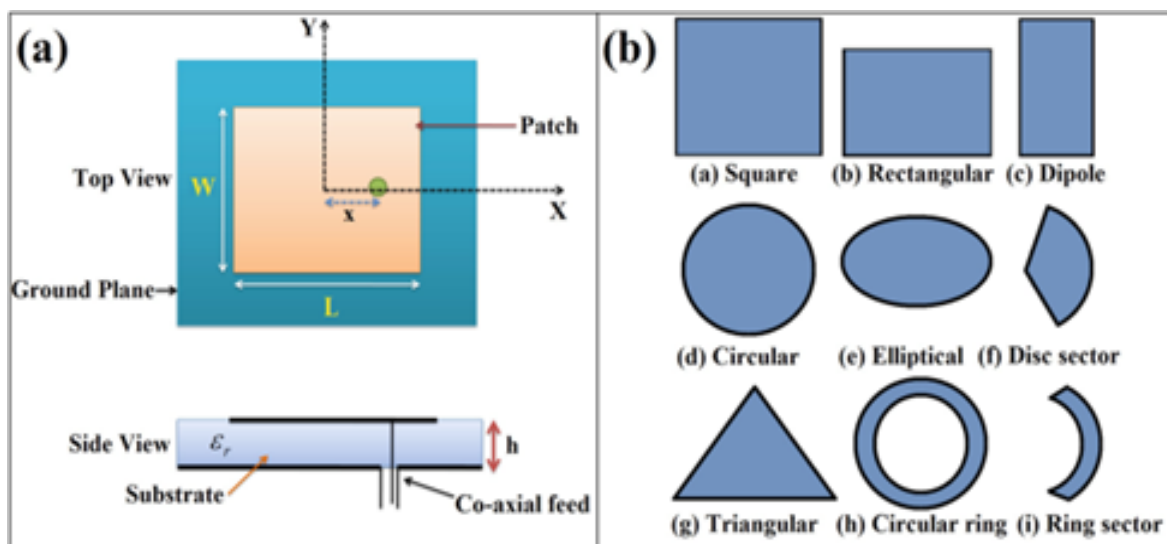 (a)
Y
Patch
Top View
W
x
X
Ground Plane
L
Side View
εr
h
Substrate
Co-axial feed
(b)
(a) Square
(b) Rectangular
(c) Dipole
(d) Circular
(e) Elliptical
(f) Disc sector
(g) Triangular
(h) Circular ring
(i) Ring sector